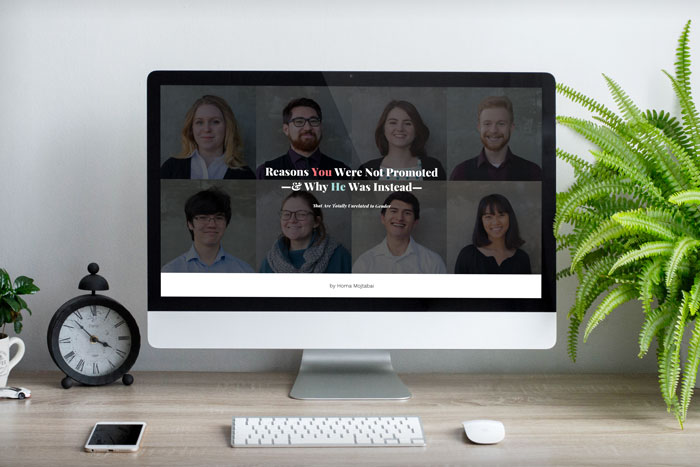 Reasons You Were Not Promoted
—& Why He Was Instead—
That Are Totally Unrelated to Gender
by Homa Mojtabai